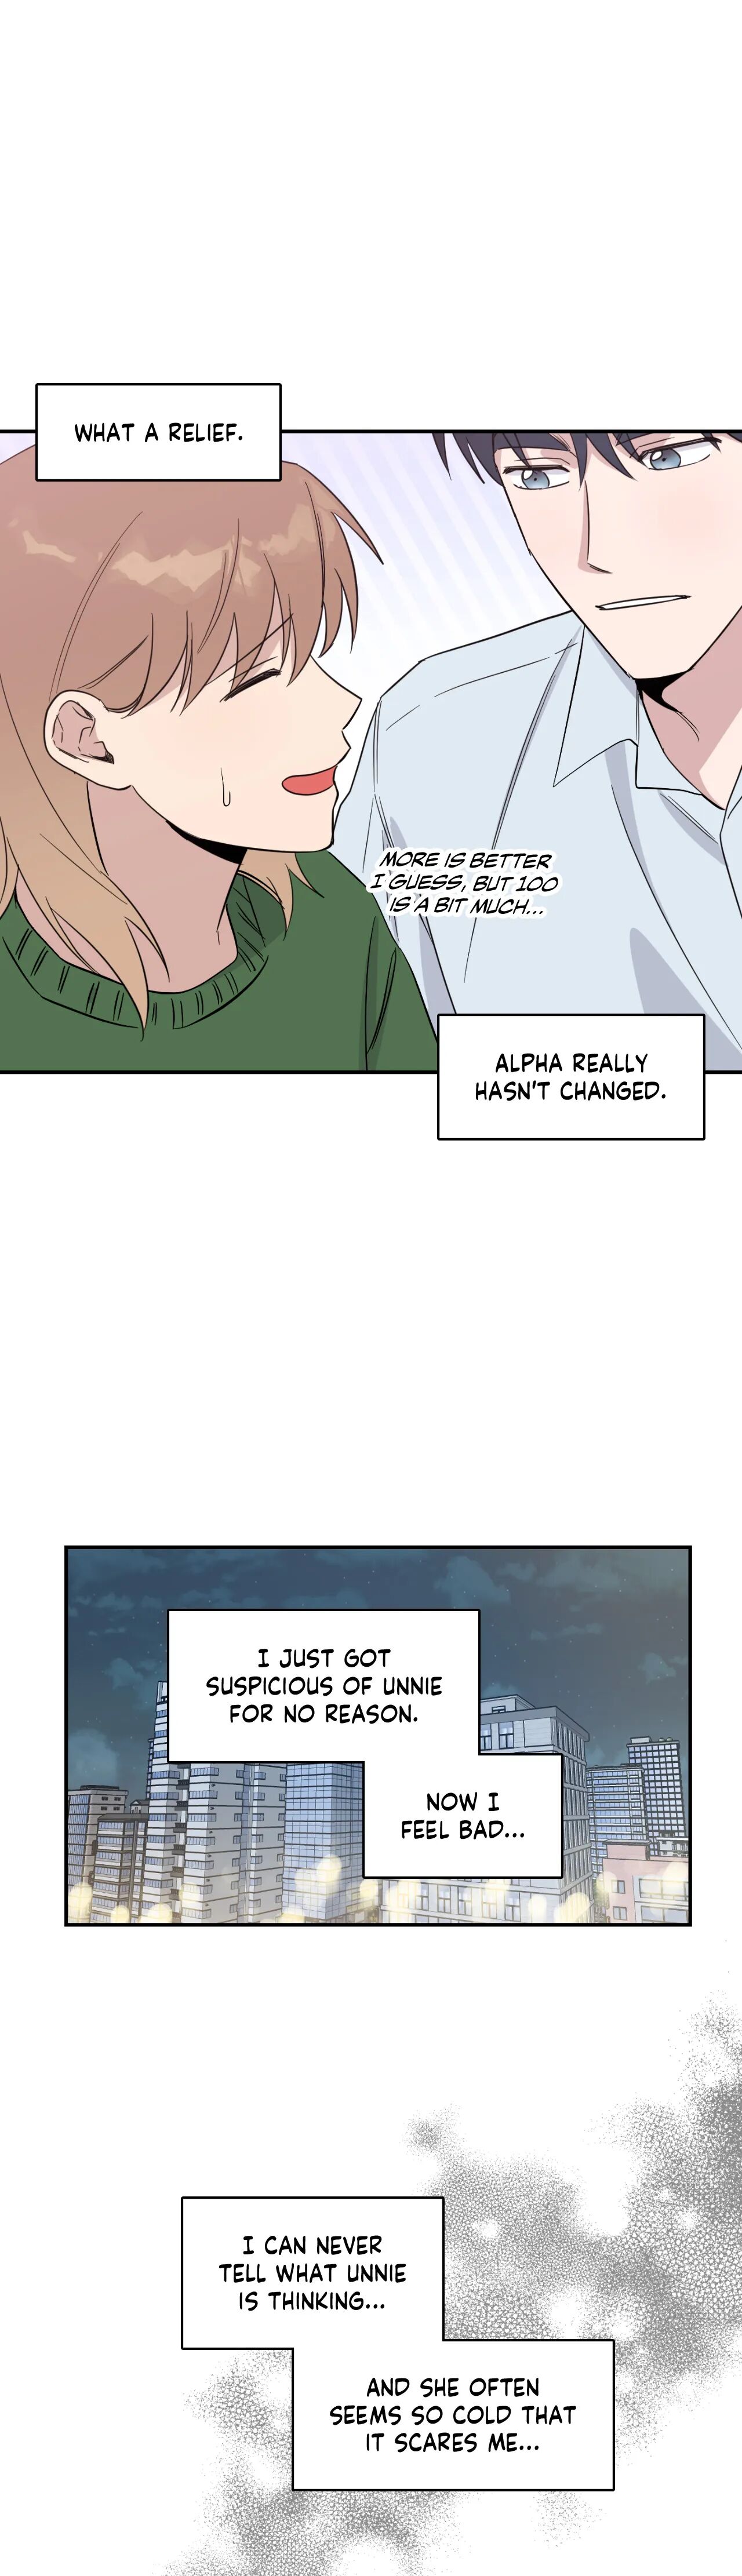 WHAT A RELIEF.
MORE IS BETTER
I GUESS, BUT 100
IS A BIT MUCH...
ALPHA REALLY
HASN'T CHANGED.
I JUST GOT
SUSPICIOUS OF UNNIE
FOR NO REASON.
NOW I
FEEL BAD...
I CAN NEVER
TELL WHAT UNNIE
IS THINKING...
AND SHE OFTEN
SEEMS SO COLD THAT
IT SCARES ME...